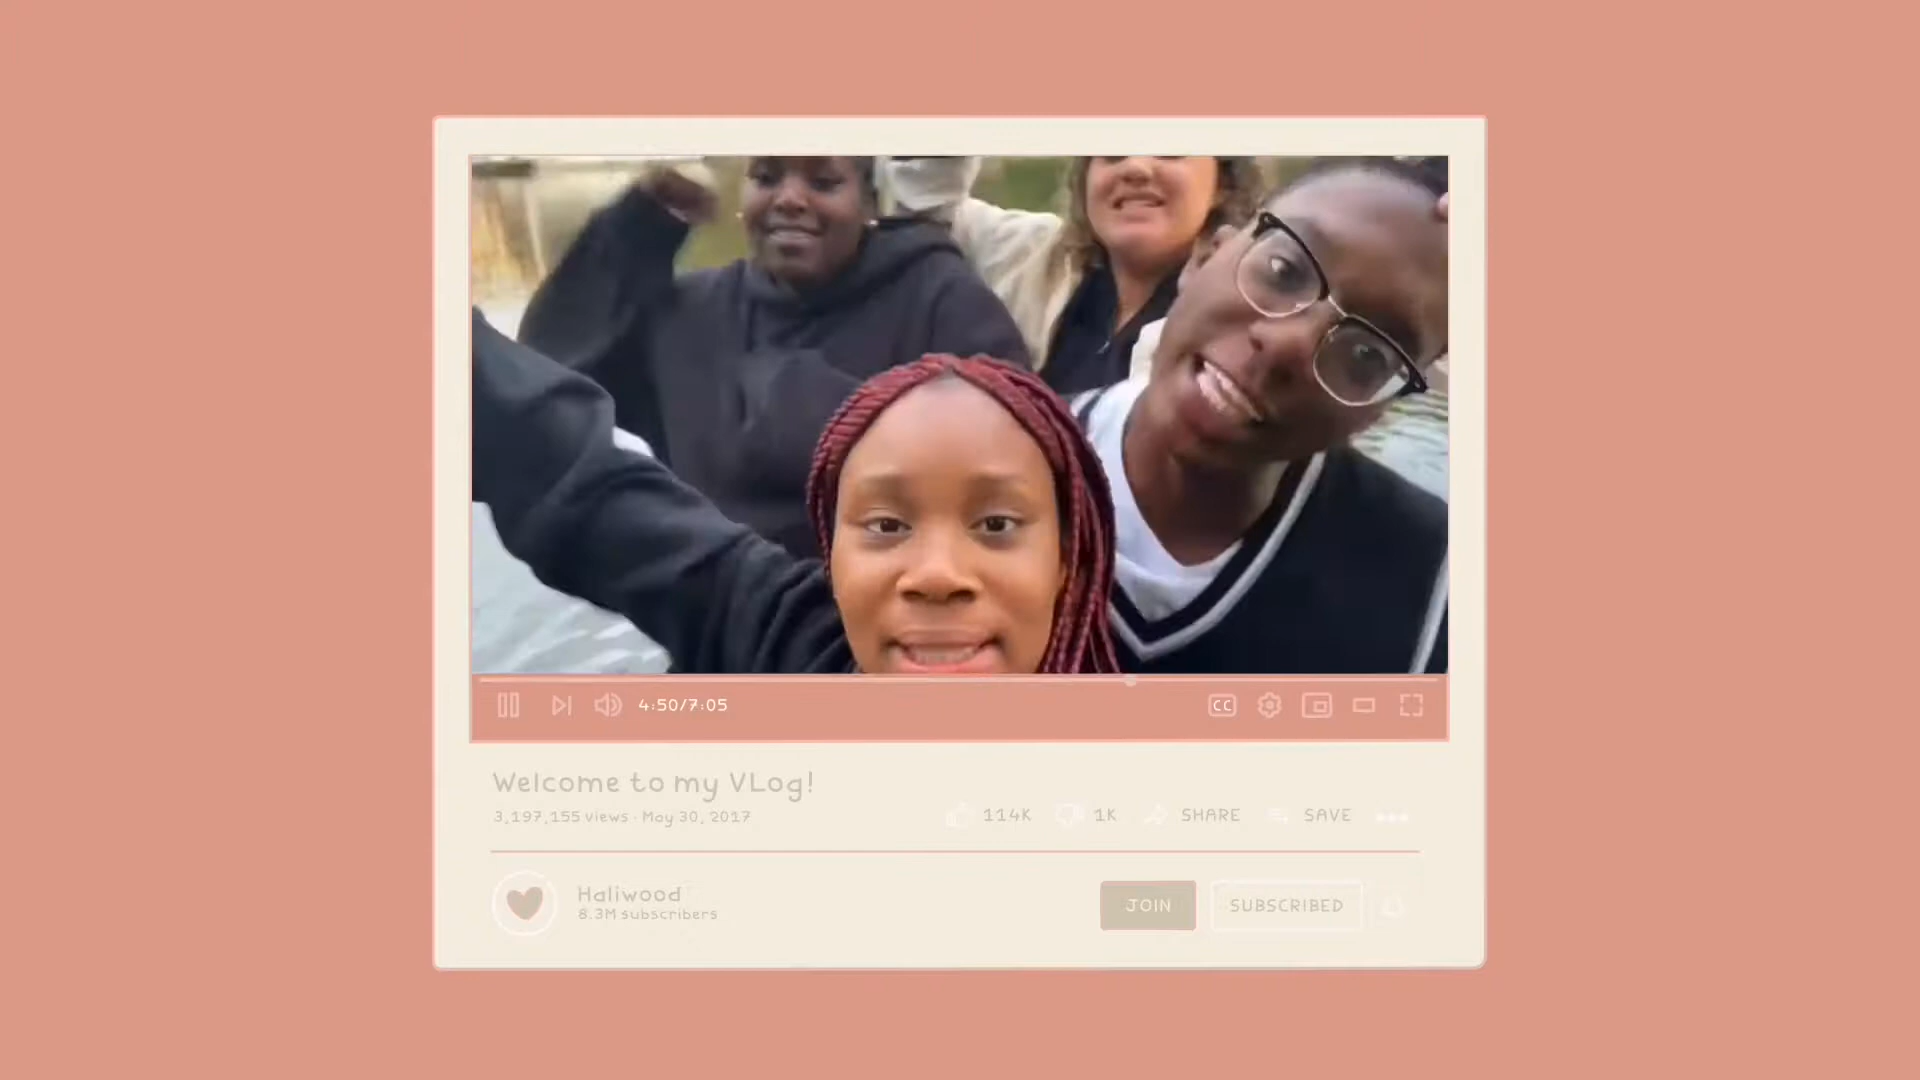 4:50/7:05
CC
Welcome to my VLog!
3,197,155 views · May 30, 2017
114K 1K SHARE SAVE
Haliwood
8.3M subscribers
JOIN SUBSCRIBED